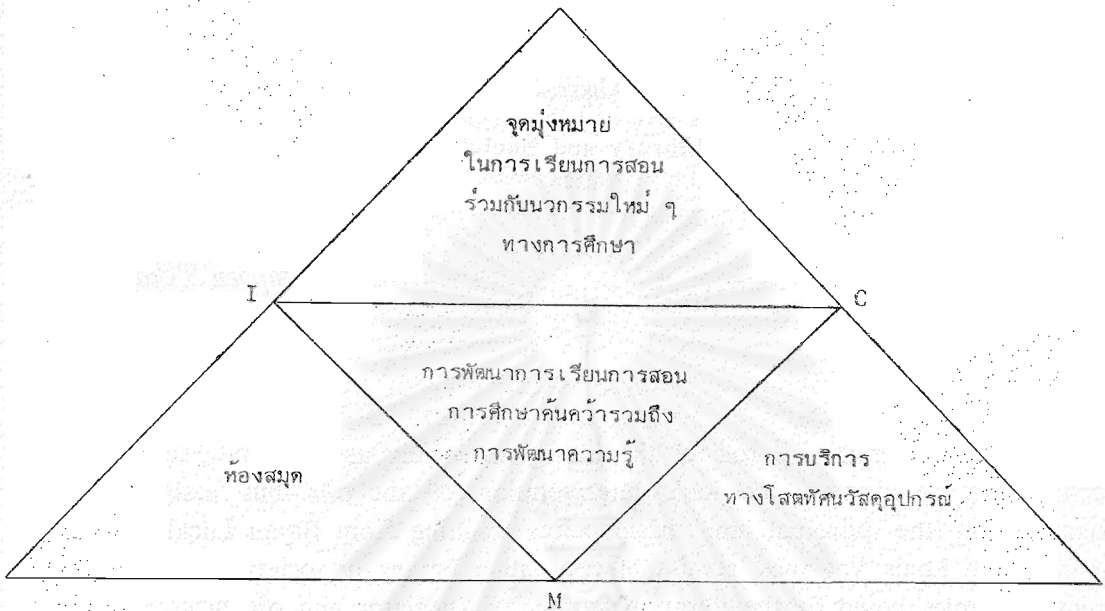 จุดมุ่งหมาย
ในการเรียนการสอน
ร่วมกับนวกรรมใหม่ ๆ
ทางการศึกษา
I
C
การพัฒนาการเรียนการสอน
การศึกษาค้นคว้ารวมถึง
การพัฒนาความรู้
ห้องสมุด
การบริการ
ทางโสตทัศนวัสดุอุปกรณ์
M